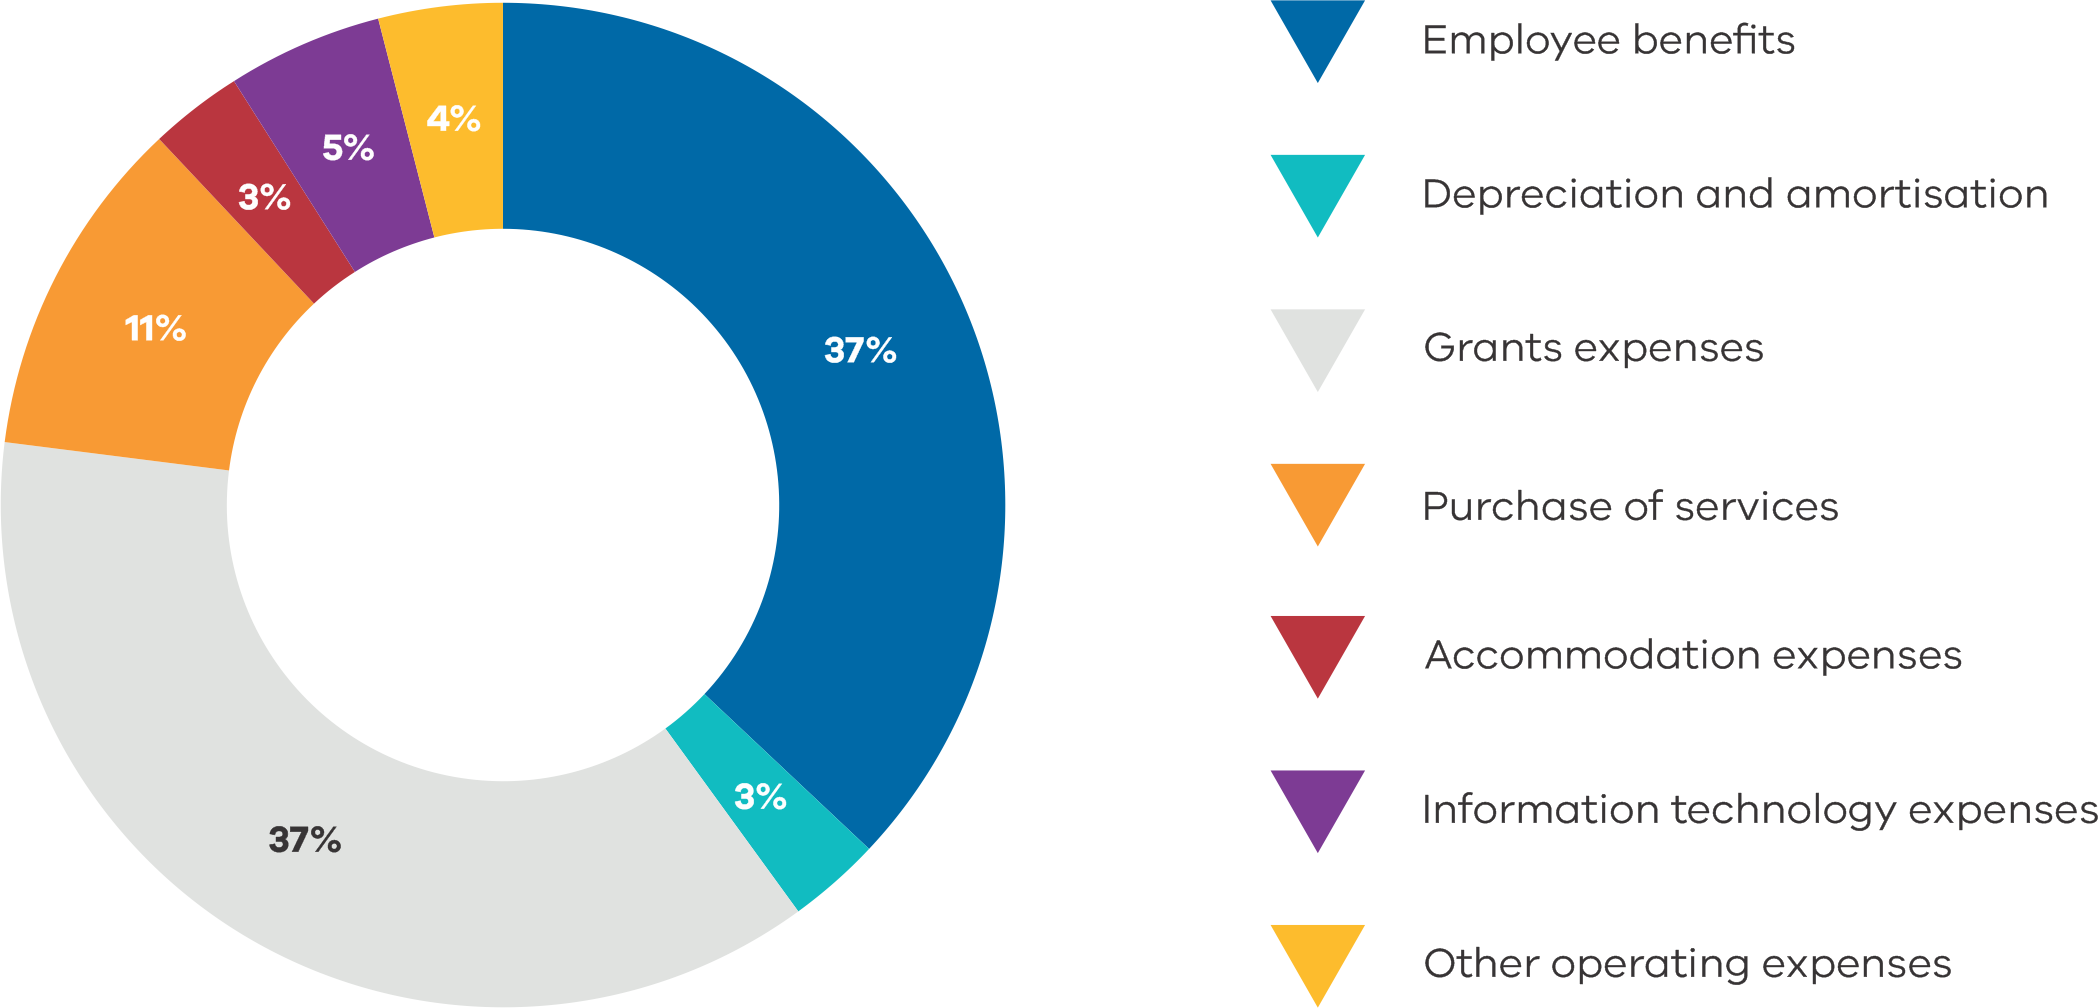 4%
5%
3%
11%
37%
3%
37%
Employee benefits
Depreciation and amortisation
Grants expenses
Purchase of services
Accommodation expenses
Information technology expenses
Other operating expenses